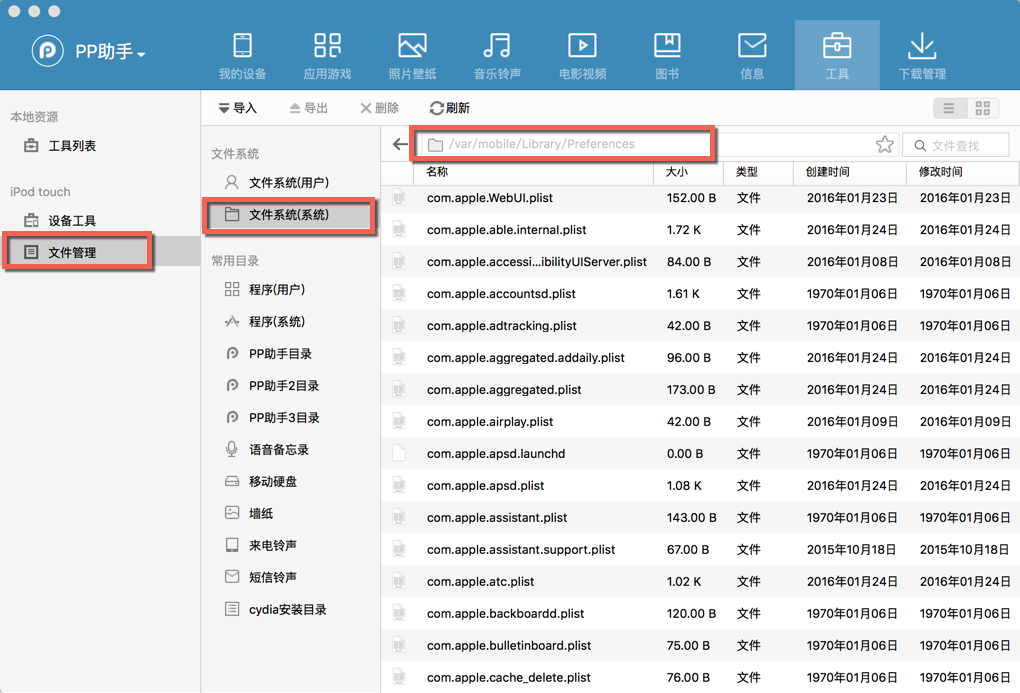 PP助手
我的设备 应用游戏 照片壁纸 音乐铃声 电影视频 图书 信息 工具 下载管理
本地资源
工具列表
iPod touch
设备工具
文件管理
导入 导出 删除 刷新
文件系统
文件系统(用户)
文件系统(系统)
常用目录
程序(用户)
程序(系统)
PP助手目录
PP助手2目录
PP助手3目录
语音备忘录
移动硬盘
墙纸
来电铃声
短信铃声
cydia安装目录
/var/mobile/Library/Preferences 文件查找
名称 大小 类型 创建时间 修改时间
com.apple.WebUI.plist 152.00 B 文件 2016年01月23日 2016年01月23日
com.apple.able.internal.plist 1.72 K 文件 2016年01月24日 2016年01月24日
com.apple.accessi...ibilityUIServer.plist 84.00 B 文件 2016年01月08日 2016年01月08日
com.apple.accountsd.plist 1.61 K 文件 1970年01月06日 1970年01月06日
com.apple.adtracking.plist 42.00 B 文件 1970年01月06日 1970年01月06日
com.apple.aggregated.addaily.plist 96.00 B 文件 2016年01月24日 2016年01月24日
com.apple.aggregated.plist 173.00 B 文件 2016年01月24日 2016年01月24日
com.apple.airplay.plist 42.00 B 文件 2016年01月09日 2016年01月09日
com.apple.apsd.launchd 0.00 B 文件 1970年01月06日 1970年01月06日
com.apple.apsd.plist 1.08 K 文件 2016年01月24日 2016年01月24日
com.apple.assistant.plist 143.00 B 文件 1970年01月06日 1970年01月06日
com.apple.assistant.support.plist 67.00 B 文件 2015年10月18日 2015年10月18日
com.apple.atc.plist 1.02 K 文件 2016年01月24日 2016年01月24日
com.apple.backboardd.plist 120.00 B 文件 1970年01月06日 1970年01月06日
com.apple.bulletinboard.plist 75.00 B 文件 1970年01月06日 1970年01月06日
com.apple.cache_delete.plist 76.00 B 文件 1970年01月06日 1970年01月06日